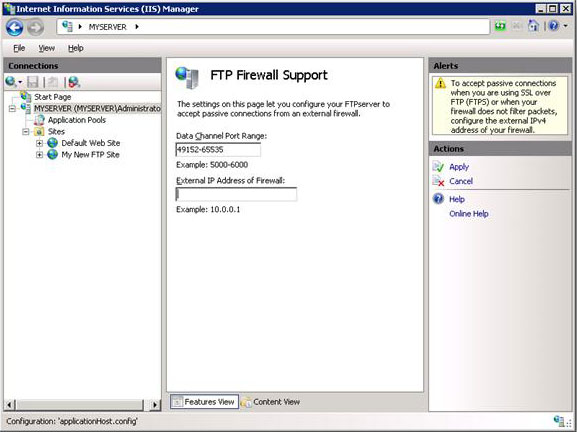 Internet Information Services (IIS) Manager
MYSERVER
File View Help
Connections
Start Page
MYSERVER (MYSERVER\Administrato
Application Pools
Sites
Default Web Site
My New FTP Site
FTP Firewall Support
The settings on this page let you configure your FTPserver to
accept passive connections from an external firewall.
Data Channel Port Range:
49152-65535
Example: 5000-6000
External IP Address of Firewall:
Example: 10.0.0.1
Features View Content View
Alerts
To accept passive connections
when you are using SSL over
FTP (FTPS) or when your
firewall does not filter packets,
configure the external IPv4
address of your firewall.
Actions
Apply
Cancel
Help
Online Help
Configuration: 'applicationHost.config'